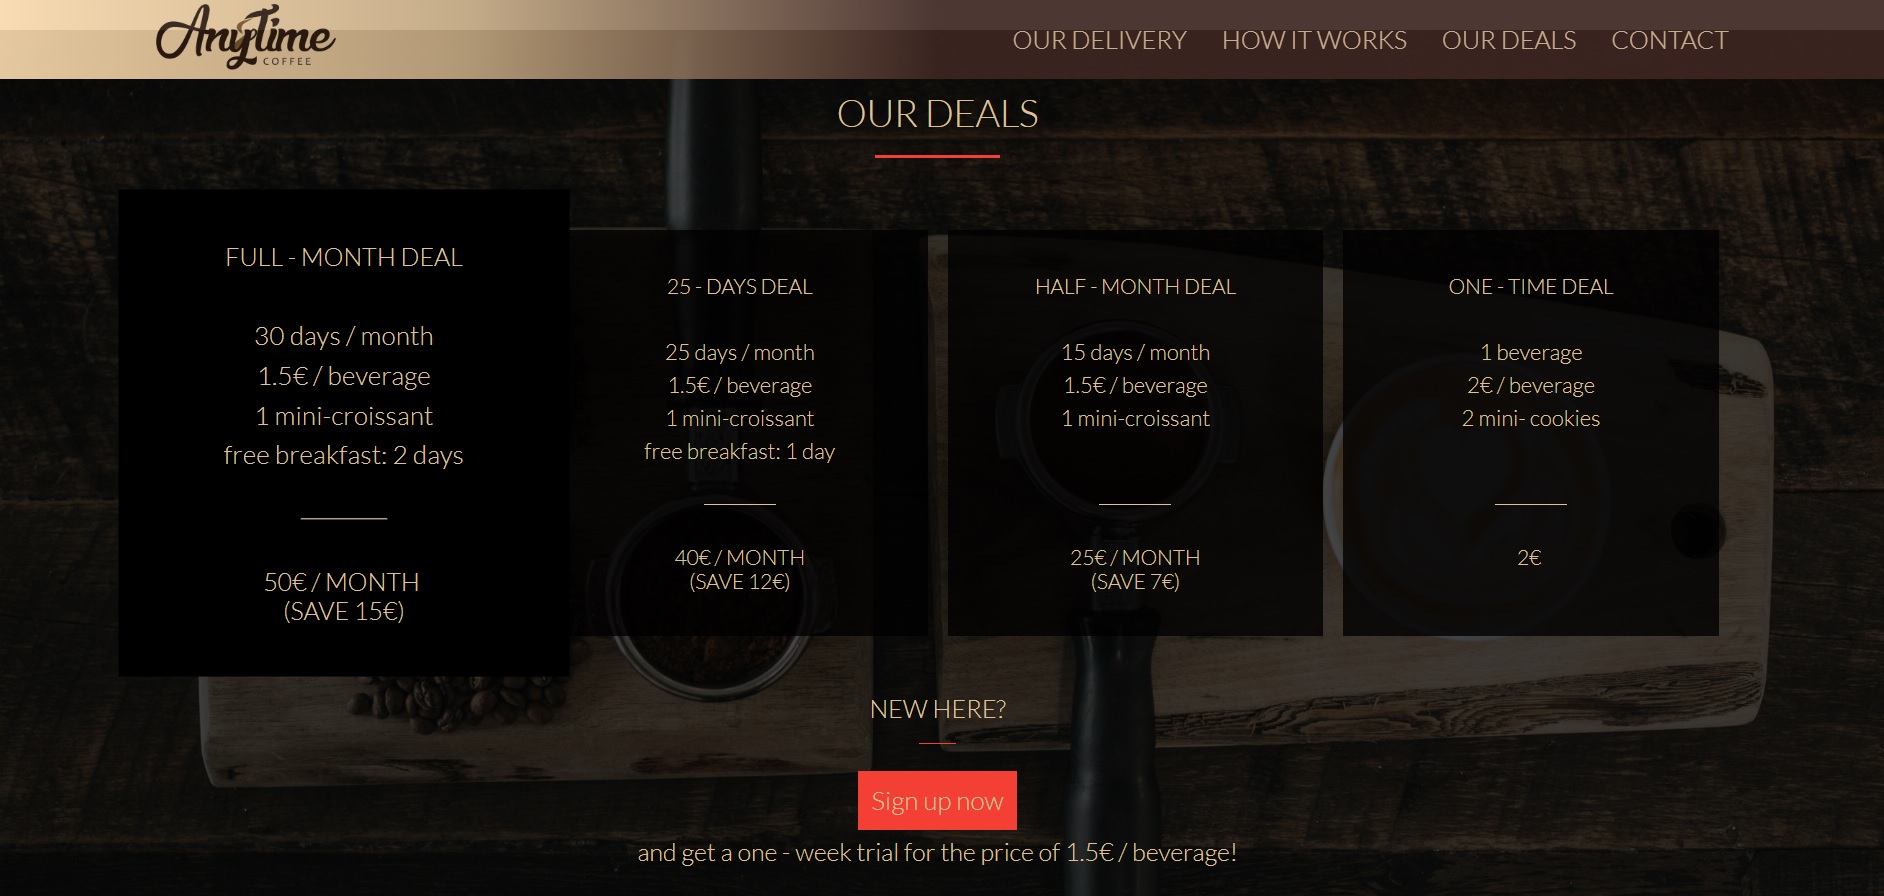 Anytime
COFFEE
OUR DELIVERY HOW IT WORKS OUR DEALS CONTACT
OUR DEALS
FULL - MONTH DEAL
30 days / month
1.5€ / beverage
1 mini-croissant
free breakfast: 2 days
50€ / MONTH
(SAVE 15€)
25 - DAYS DEAL
25 days / month
1.5€ / beverage
1 mini-croissant
free breakfast: 1 day
40€ / MONTH
(SAVE 12€)
HALF - MONTH DEAL
15 days / month
1.5€ / beverage
1 mini-croissant
25€ / MONTH
(SAVE 7€)
ONE - TIME DEAL
1 beverage
2€ / beverage
2 mini- cookies
2€
NEW HERE?
Sign up now
and get a one - week trial for the price of 1.5€ / beverage!